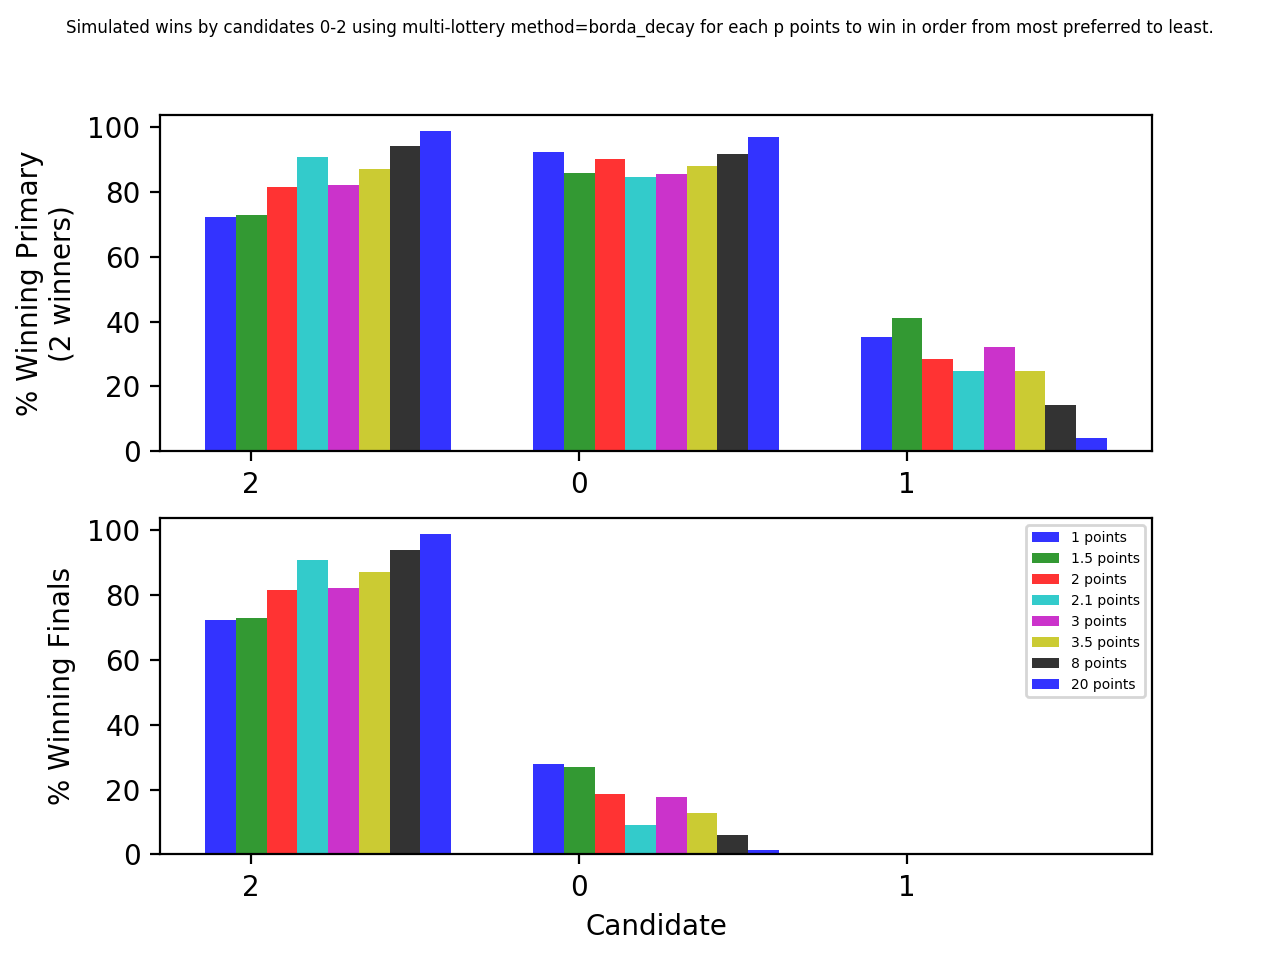 Simulated wins by candidates 0-2 using multi-lottery method=borda_decay for each p points to win in order from most preferred to least.
% Winning Primary
(2 winners)
100
80
60
40
20
0
2
0
1
% Winning Finals
100
80
60
40
20
0
1 points
1.5 points
2 points
2.1 points
3 points
3.5 points
8 points
20 points
2
0
1
Candidate